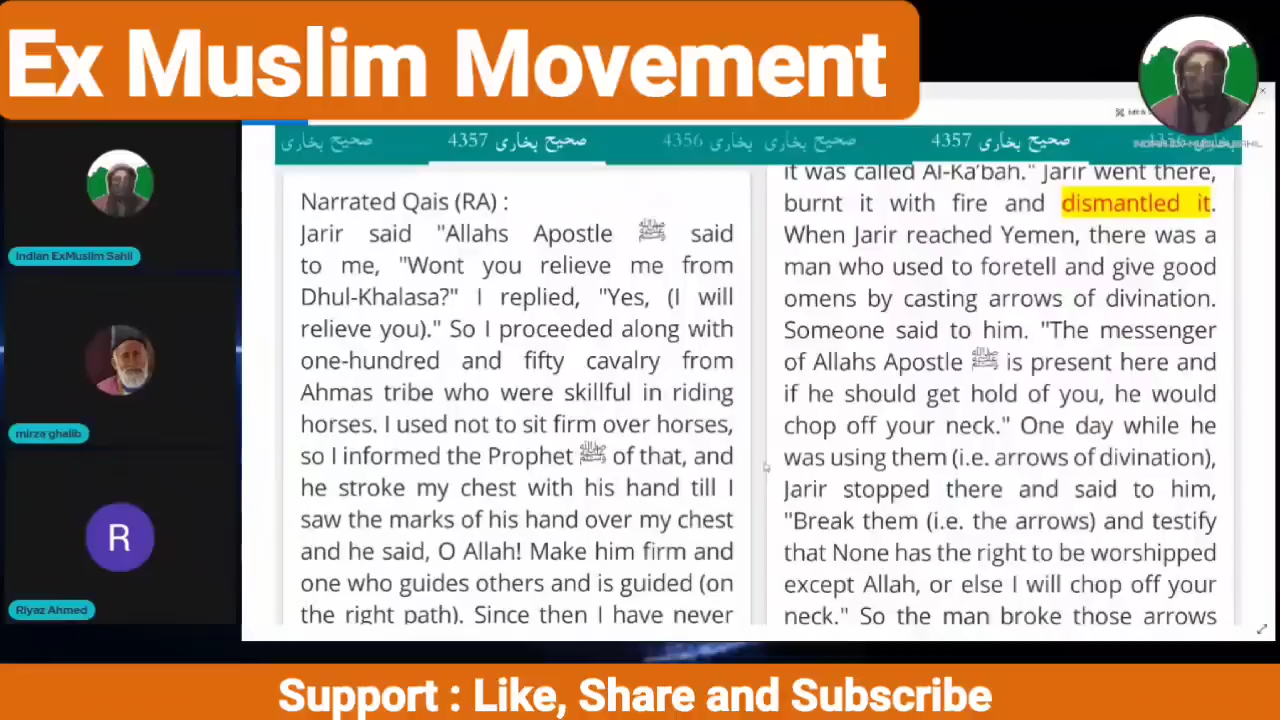 Ex Muslim Movement
صحیح بخاری
صحیح بخاری 4357
صحیح بخاری 4356
صحیح بخاری
صحیح بخاری 4357
Indian ExMuslim Sahil
mirza ghalib
R
Riyaz Ahmed
Narrated Qais (RA) :
Jarir said "Allahs Apostle ﷺ said
to me, "Wont you relieve me from
Dhul-Khalasa?" I replied, "Yes, (I will
relieve you)." So I proceeded along with
one-hundred and fifty cavalry from
Ahmas tribe who were skillful in riding
horses. I used not to sit firm over horses,
so I informed the Prophet ﷺ of that, and
he stroke my chest with his hand till I
saw the marks of his hand over my chest
and he said, O Allah! Make him firm and
one who guides others and is guided (on
the right path). Since then I have never
it was called Al-Ka'bah." Jarir went there,
burnt it with fire and dismantled it.
When Jarir reached Yemen, there was a
man who used to foretell and give good
omens by casting arrows of divination.
Someone said to him. "The messenger
of Allahs Apostle ﷺ is present here and
if he should get hold of you, he would
chop off your neck." One day while he
was using them (i.e. arrows of divination),
Jarir stopped there and said to him,
"Break them (i.e. the arrows) and testify
that None has the right to be worshipped
except Allah, or else I will chop off your
neck." So the man broke those arrows
Support : Like, Share and Subscribe